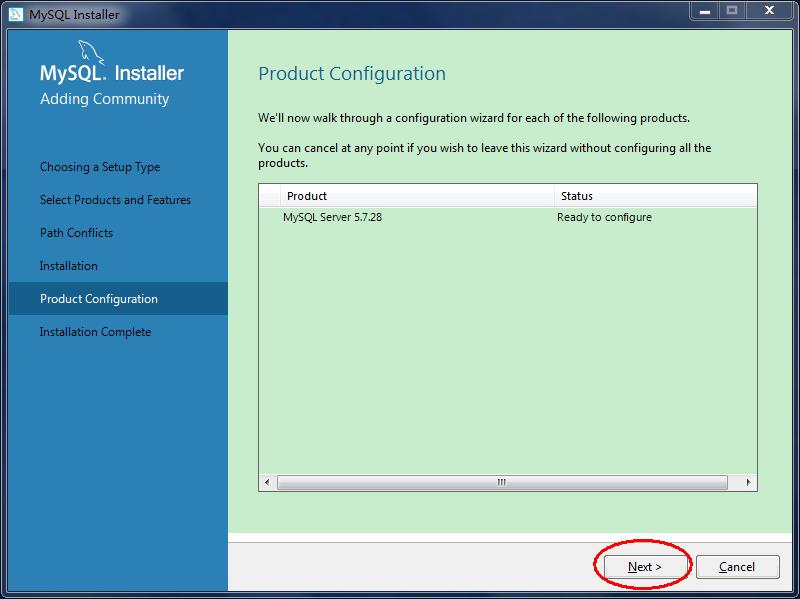 MySQL Installer
MySQL. Installer
Adding Community
Choosing a Setup Type
Select Products and Features
Path Conflicts
Installation
Product Configuration
Installation Complete
Product Configuration
We'll now walk through a configuration wizard for each of the following products.
You can cancel at any point if you wish to leave this wizard without configuring all the
products.
Product Status
MySQL Server 5.7.28 Ready to configure
Next > Cancel